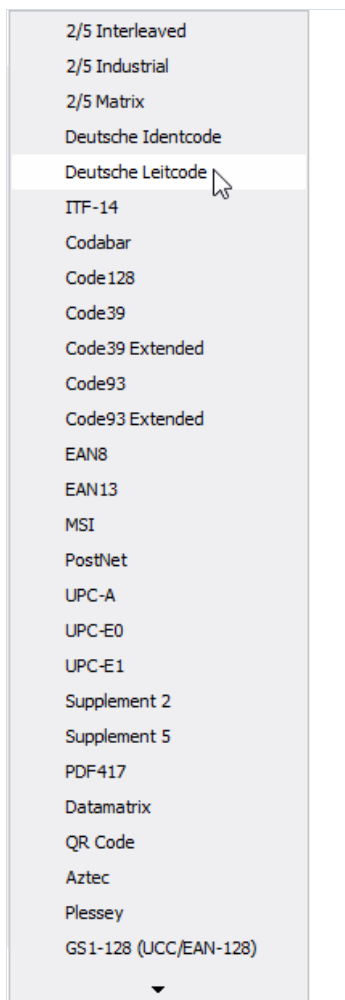 2/5 Interleaved
2/5 Industrial
2/5 Matrix
Deutsche Identcode
Deutsche Leitcode
ITF-14
Codabar
Code128
Code39
Code39 Extended
Code93
Code93 Extended
EAN8
EAN13
MSI
PostNet
UPC-A
UPC-E0
UPC-E1
Supplement 2
Supplement 5
PDF417
Datamatrix
QR Code
Aztec
Plessey
GS1-128 (UCC/EAN-128)